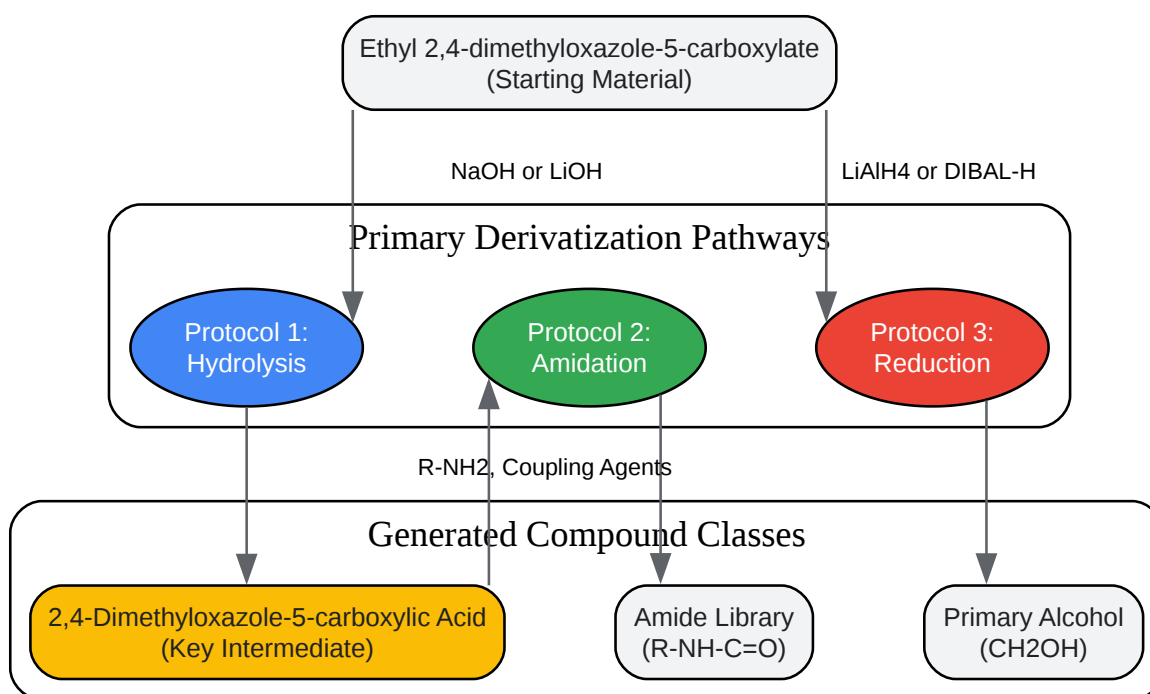 Ethyl 2,4-dimethyloxazole-5-carboxylate
(Starting Material)
NaOH or LiOH
LiAlH4 or DIBAL-H
Primary Derivatization Pathways
Protocol 1:
Hydrolysis
Protocol 2:
Amidation
Protocol 3:
Reduction
R-NH2, Coupling Agents
Generated Compound Classes
2,4-Dimethyloxazole-5-carboxylic Acid
(Key Intermediate)
Amide Library
(R-NH-C=O)
Primary Alcohol
(CH2OH)